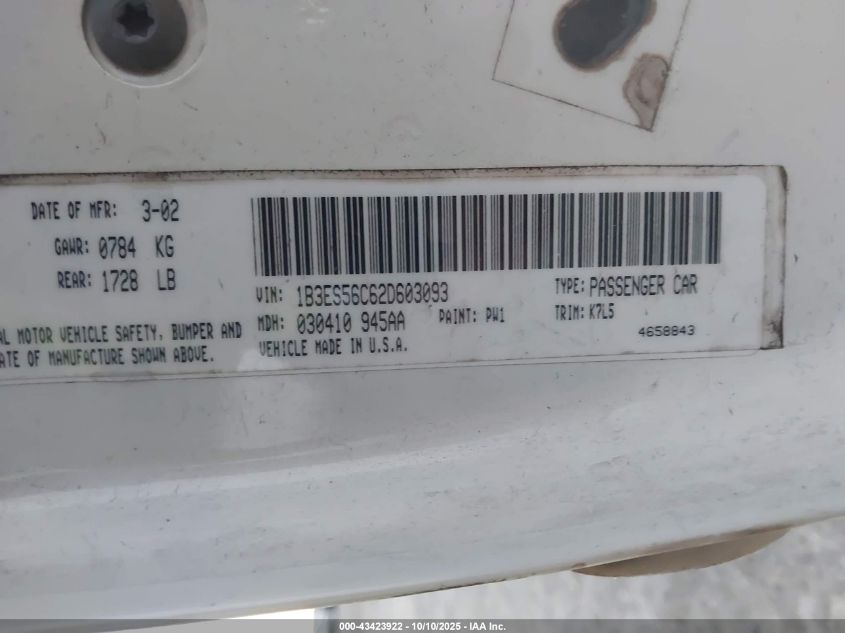 DATE OF MFR: 3-02
GAWR: 0784 KG
REAR: 1728 LB
MOTOR VEHICLE SAFETY, BUMPER AND
OF MANUFACTURE SHOWN ABOVE.
VIN: 1B3ES56C62D603093
TYPE: PASSENGER CAR
MDH: 030410 945AA PAINT: PW1
TRIM: K7L5
VEHICLE MADE IN U.S.A.
4658843
000-43423922 - 10/10/2025 - IAA Inc.